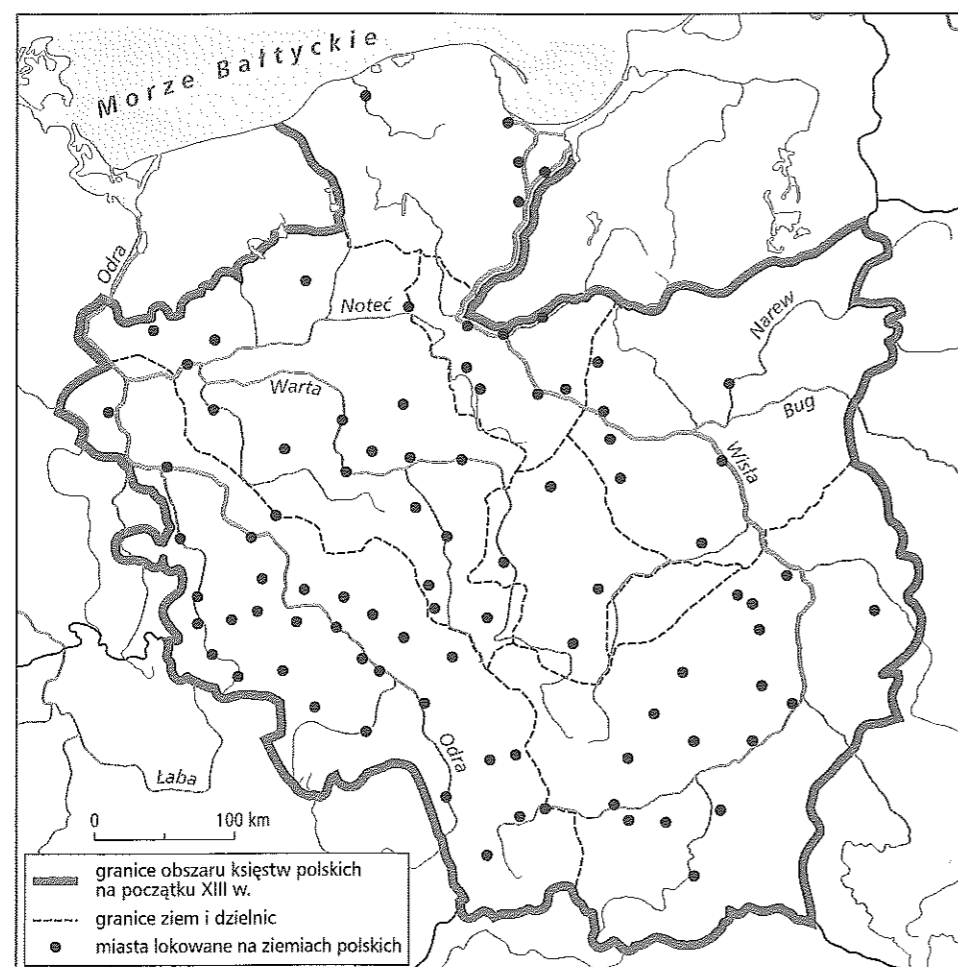 Morze Bałtyckie
Odra
Noteć
Narew
Warta
Bug
Wisła
Odra
Łaba
0 100 km
granice obszaru księstw polskich
na początku XIII w.
granice ziem i dzielnic
miasta lokowane na ziemiach polskich